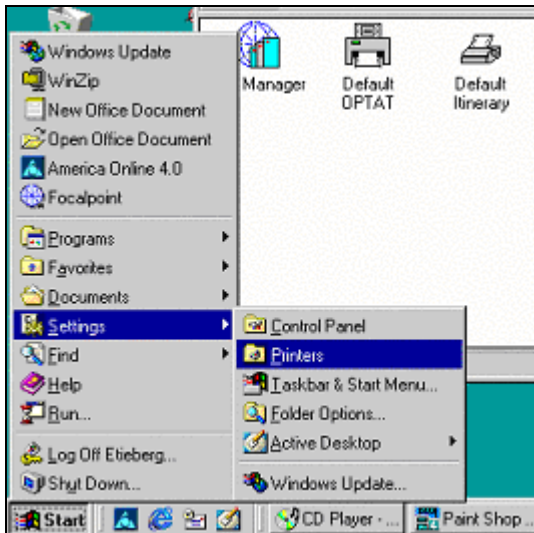 Windows Update
WinZip
New Office Document
Open Office Document
America Online 4.0
Focalpoint
Programs
Favorites
Documents
Settings
Find
Help
Run...
Log Off Etieberg...
Shut Down...
Manager
Default
OPTAT
Default
Itinerary
Control Panel
Printers
Taskbar & Start Menu...
Folder Options...
Active Desktop
Windows Update...
Start
CD Player - ...
Paint Shop ...